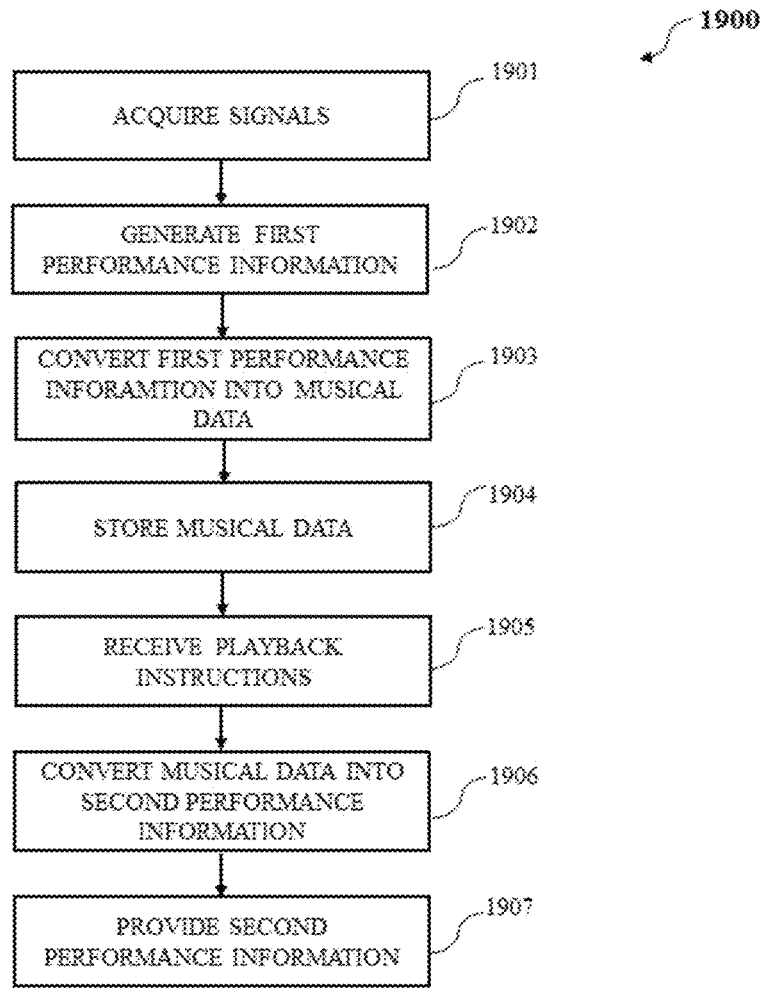 1900
1901
ACQUIRE SIGNALS
1902
GENERATE FIRST
PERFORMANCE INFORMATION
1903
CONVERT FIRST PERFORMANCE
INFORAMTION INTO MUSICAL
DATA
1904
STORE MUSICAL DATA
1905
RECEIVE PLAYBACK
INSTRUCTIONS
1906
CONVERT MUSICAL DATA INTO
SECOND PERFORMANCE
INFORMATION
1907
PROVIDE SECOND
PERFORMANCE INFORMATION